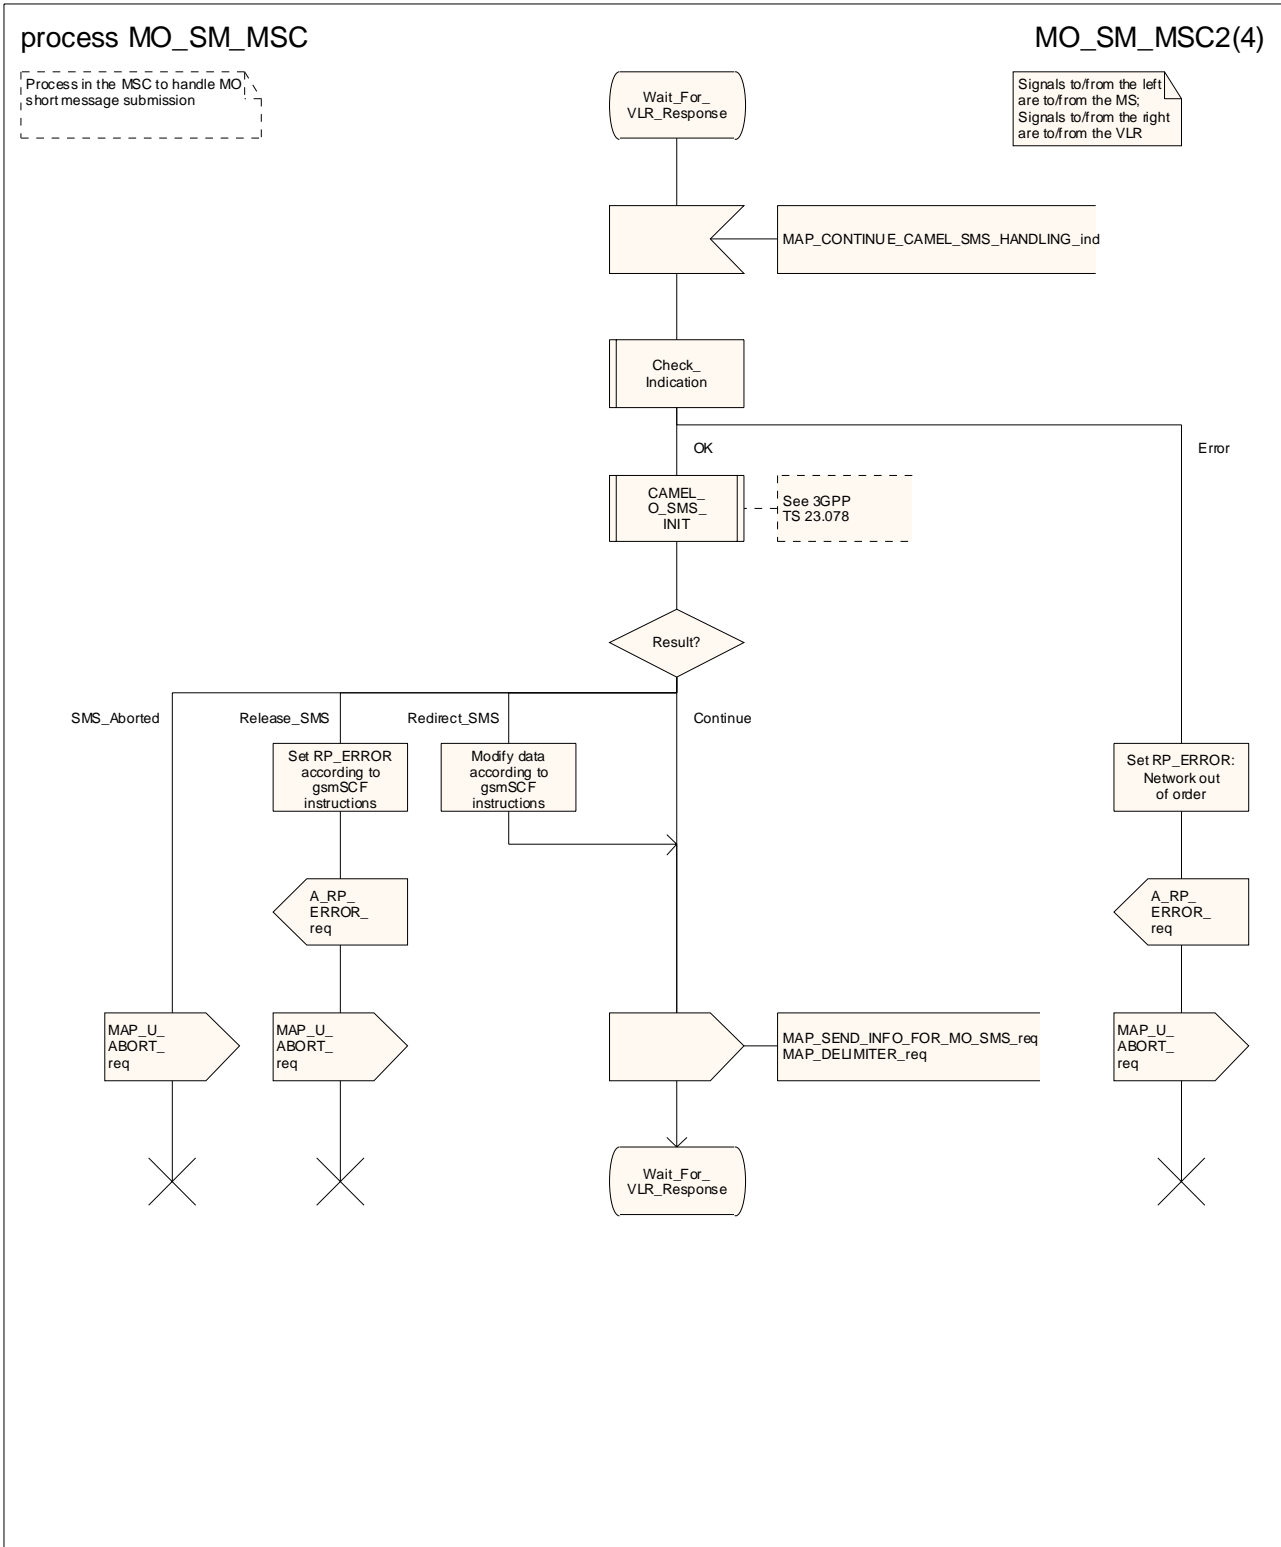 process MO_SM_MSC
MO_SM_MSC2(4)
Process in the MSC to handle MO
short message submission
Wait_For_
VLR_Response
Signals to/from the left
are to/from the MS;
Signals to/from the right
are to/from the VLR
MAP_CONTINUE_CAMEL_SMS_HANDLING_ind
Check_
Indication
OK
Error
CAMEL_
O_SMS_
INIT
See 3GPP
TS 23.078
Result?
SMS_Aborted
Release_SMS
Redirect_SMS
Continue
Set RP_ERROR
according to
gsmSCF
instructions
Modify data
according to
gsmSCF
instructions
Set RP_ERROR:
Network out
of order
A_RP_
ERROR_
req
A_RP_
ERROR_
req
MAP_U_
ABORT_
req
MAP_U_
ABORT_
req
MAP_SEND_INFO_FOR_MO_SMS_req
MAP_DELIMITER_req
MAP_U_
ABORT_
req
Wait_For_
VLR_Response